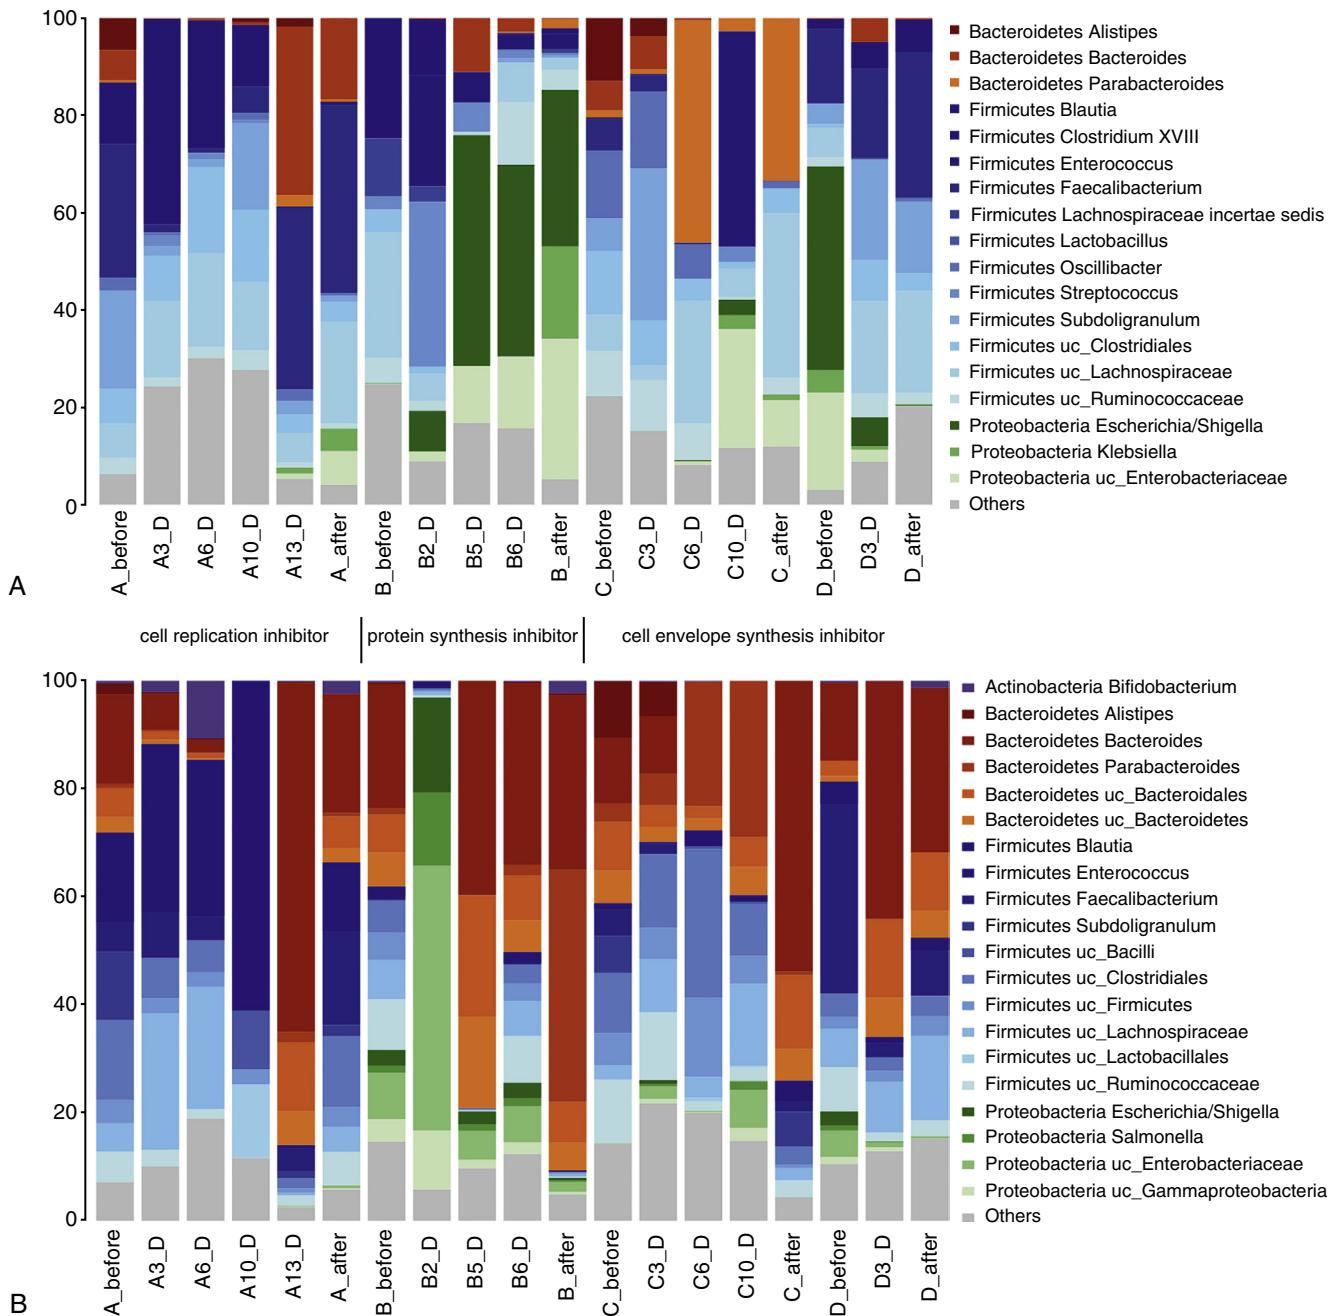 100
80
60
40
20
0
A_before
A3_D
A6_D
A10_D
A13_D
A_after
B_before
B2_D
B5_D
B6_D
B_after
C_before
C3_D
C6_D
C10_D
C_after
D_before
D3_D
D_after
A
Bacteroidetes Alistipes
Bacteroidetes Bacteroides
Bacteroidetes Parabacteroides
Firmicutes Blautia
Firmicutes Clostridium XVIII
Firmicutes Enterococcus
Firmicutes Faecalibacterium
Firmicutes Lachnospiraceae incertae sedis
Firmicutes Lactobacillus
Firmicutes Oscillibacter
Firmicutes Streptococcus
Firmicutes Subdoligranulum
Firmicutes uc_Clostridiales
Firmicutes uc_Lachnospiraceae
Firmicutes uc_Ruminococcaceae
Proteobacteria Escherichia/Shigella
Proteobacteria Klebsiella
Proteobacteria uc_Enterobacteriaceae
Others
cell replication inhibitor
protein synthesis inhibitor
cell envelope synthesis inhibitor
100
80
60
40
20
0
A_before
A3_D
A6_D
A10_D
A13_D
A_after
B_before
B2_D
B5_D
B6_D
B_after
C_before
C3_D
C6_D
C10_D
C_after
D_before
D3_D
D_after
B
Actinobacteria Bifidobacterium
Bacteroidetes Alistipes
Bacteroidetes Bacteroides
Bacteroidetes Parabacteroides
Bacteroidetes uc_Bacteroidales
Bacteroidetes uc_Bacteroidetes
Firmicutes Blautia
Firmicutes Enterococcus
Firmicutes Faecalibacterium
Firmicutes Subdoligranulum
Firmicutes uc_Bacilli
Firmicutes uc_Clostridiales
Firmicutes uc_Firmicutes
Firmicutes uc_Lachnospiraceae
Firmicutes uc_Lactobacillales
Firmicutes uc_Ruminococcaceae
Proteobacteria Escherichia/Shigella
Proteobacteria Salmonella
Proteobacteria uc_Enterobacteriaceae
Proteobacteria uc_Gammaproteobacteria
Others